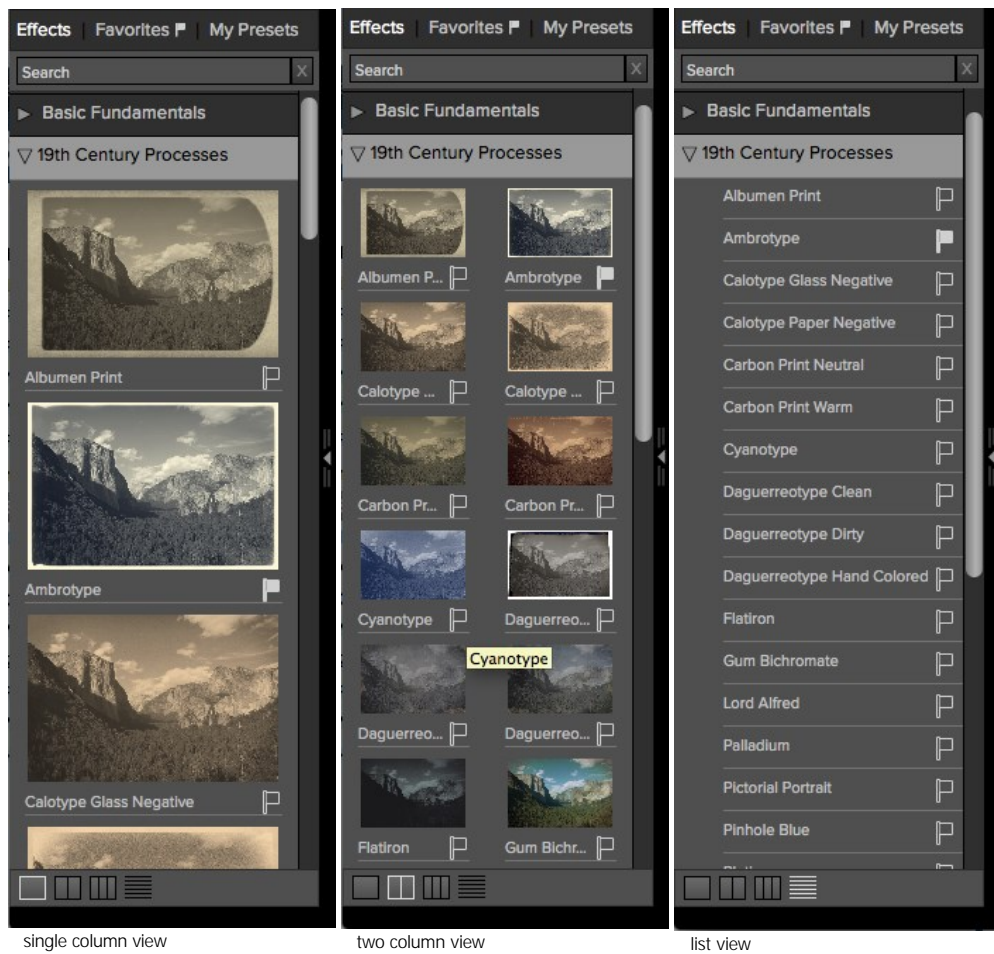 Effects Favorites My Presets
Search X
Basic Fundamentals
19th Century Processes
Albumen Print
Ambrotype
Calotype Glass Negative
single column view
Effects Favorites My Presets
Search X
Basic Fundamentals
19th Century Processes
Albumen P... Ambrotype
Calotype ... Calotype ...
Carbon Pr... Carbon Pr...
Cyanotype Daguerreo...
Cyanotype
Daguerreo... Daguerreo...
Flatiron Gum Bichr...
two column view
Effects Favorites My Presets
Search X
Basic Fundamentals
19th Century Processes
Albumen Print
Ambrotype
Calotype Glass Negative
Calotype Paper Negative
Carbon Print Neutral
Carbon Print Warm
Cyanotype
Daguerreotype Clean
Daguerreotype Dirty
Daguerreotype Hand Colored
Flatiron
Gum Bichromate
Lord Alfred
Palladium
Pictorial Portrait
Pinhole Blue
list view